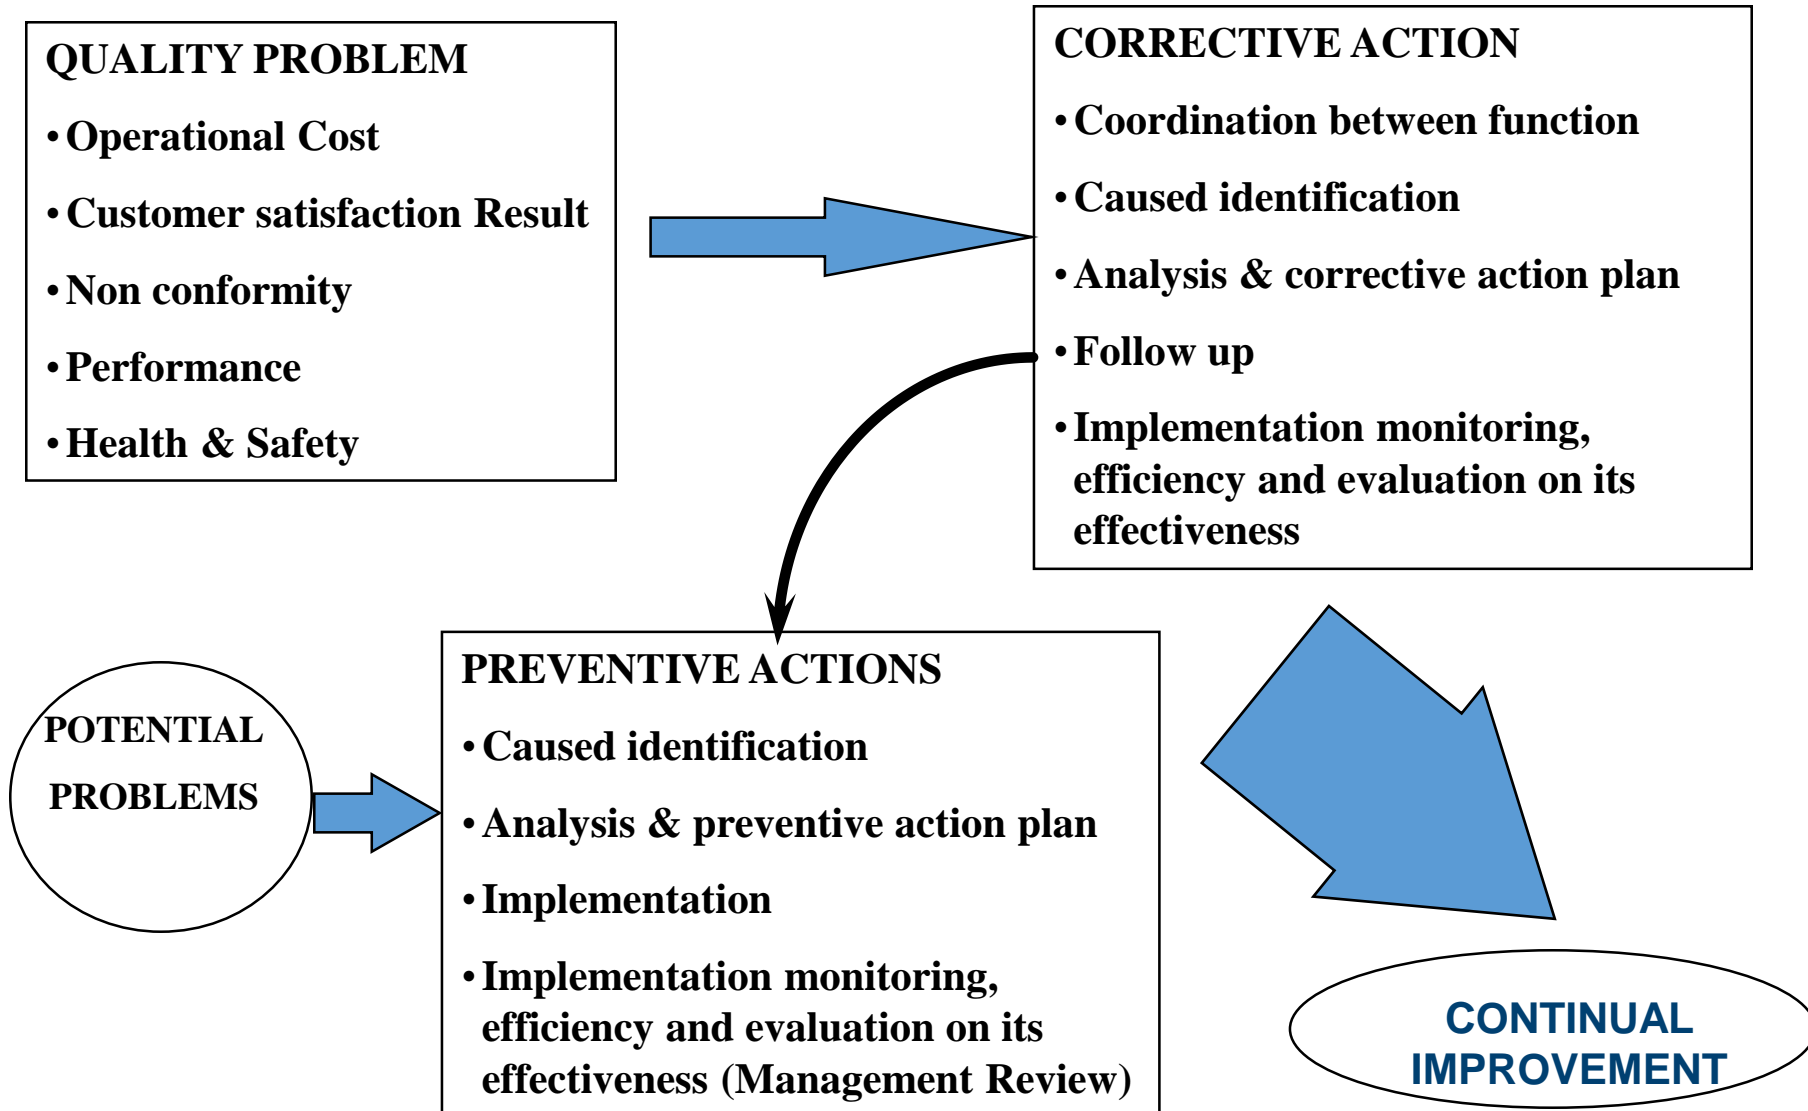 QUALITY PROBLEM
• Operational Cost
• Customer satisfaction Result
• Non conformity
• Performance
• Health & Safety
CORRECTIVE ACTION
• Coordination between function
• Caused identification
• Analysis & corrective action plan
• Follow up
• Implementation monitoring,
efficiency and evaluation on its
effectiveness
POTENTIAL
PROBLEMS
PREVENTIVE ACTIONS
• Caused identification
• Analysis & preventive action plan
• Implementation
• Implementation monitoring,
efficiency and evaluation on its
effectiveness (Management Review)
CONTINUAL
IMPROVEMENT